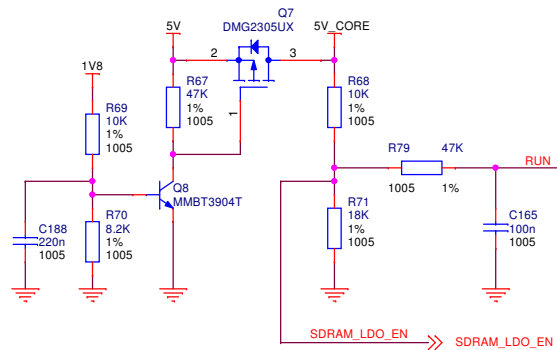 Q7
DMG2305UX
5V
5V_CORE
2
3
1
1V8
R67
47K
1%
1005
R68
10K
1%
1005
R69
10K
1%
1005
R79
47K
1005
1%
RUN
Q8
MMBT3904T
C188
220n
1005
R70
8.2K
1%
1005
R71
18K
1%
1005
C165
100n
1005
SDRAM_LDO_EN
SDRAM_LDO_EN